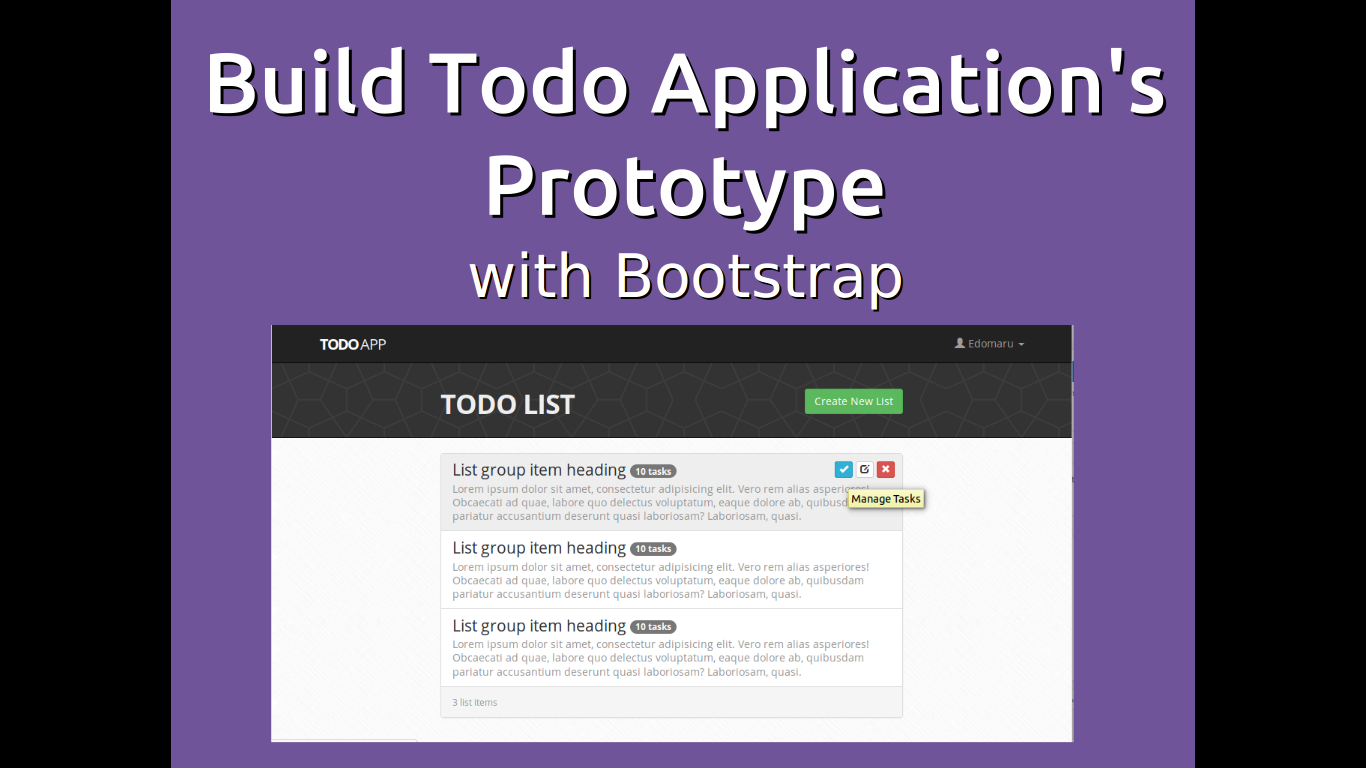 Build Todo Application's
Prototype
with Bootstrap
TODO APP
Edomaru
TODO LIST
Create New List
List group item heading 10 tasks
Lorem ipsum dolor sit amet, consectetur adipisicing elit. Vero rem alias asperiores!
Obcaecati ad quae, labore quo delectus voluptatum, eaque dolore ab, quibusd
Manage Tasks
pariatur accusantium deserunt quasi laboriosam? Laboriosam, quasi.
List group item heading 10 tasks
Lorem ipsum dolor sit amet, consectetur adipisicing elit. Vero rem alias asperiores!
Obcaecati ad quae, labore quo delectus voluptatum, eaque dolore ab, quibusdam
pariatur accusantium deserunt quasi laboriosam? Laboriosam, quasi.
List group item heading 10 tasks
Lorem ipsum dolor sit amet, consectetur adipisicing elit. Vero rem alias asperiores!
Obcaecati ad quae, labore quo delectus voluptatum, eaque dolore ab, quibusdam
pariatur accusantium deserunt quasi laboriosam? Laboriosam, quasi.
3 list items